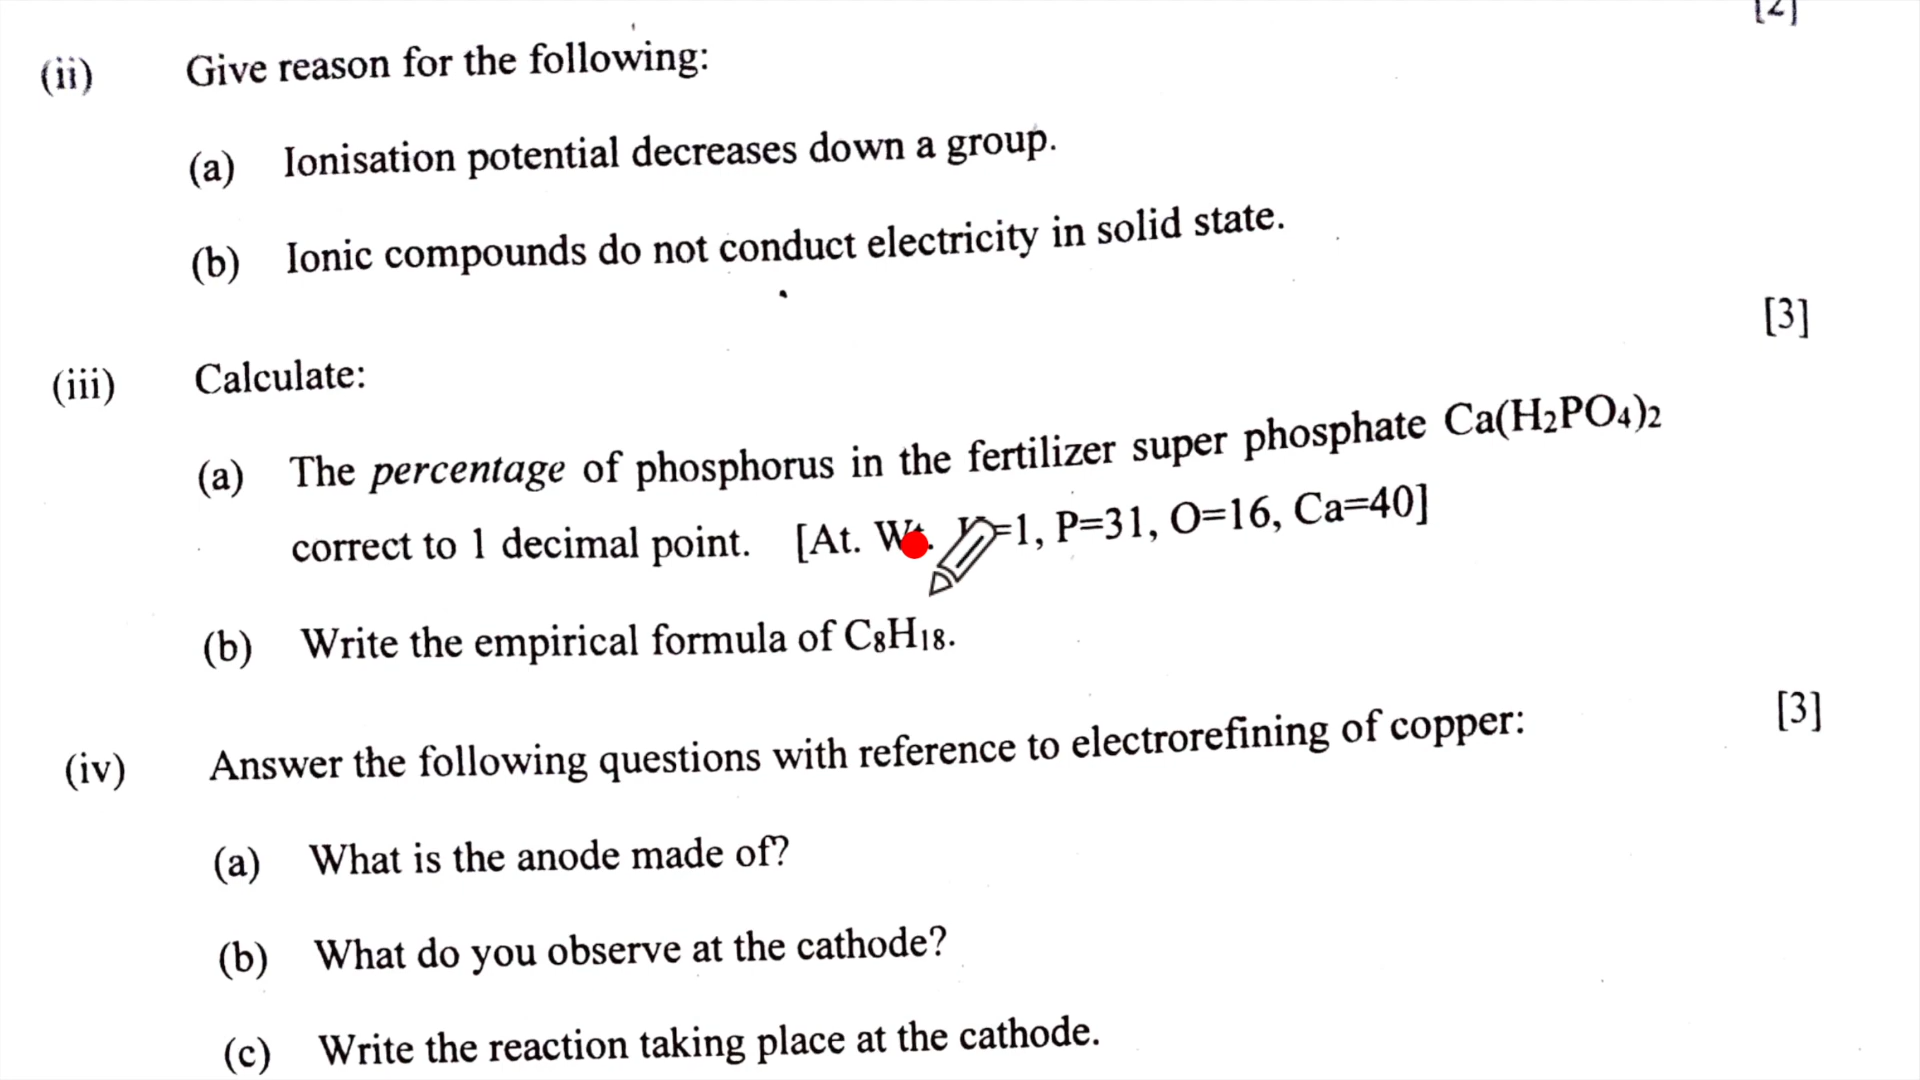 [2]
(ii) Give reason for the following:
(a) Ionisation potential decreases down a group.
(b) Ionic compounds do not conduct electricity in solid state.
[3]
(iii) Calculate:
(a) The percentage of phosphorus in the fertilizer super phosphate Ca(H₂PO₄)₂
correct to 1 decimal point. [At. Wt. =1, P=31, O=16, Ca=40]
(b) Write the empirical formula of C₈H₁₈.
[3]
(iv) Answer the following questions with reference to electrorefining of copper:
(a) What is the anode made of?
(b) What do you observe at the cathode?
(c) Write the reaction taking place at the cathode.